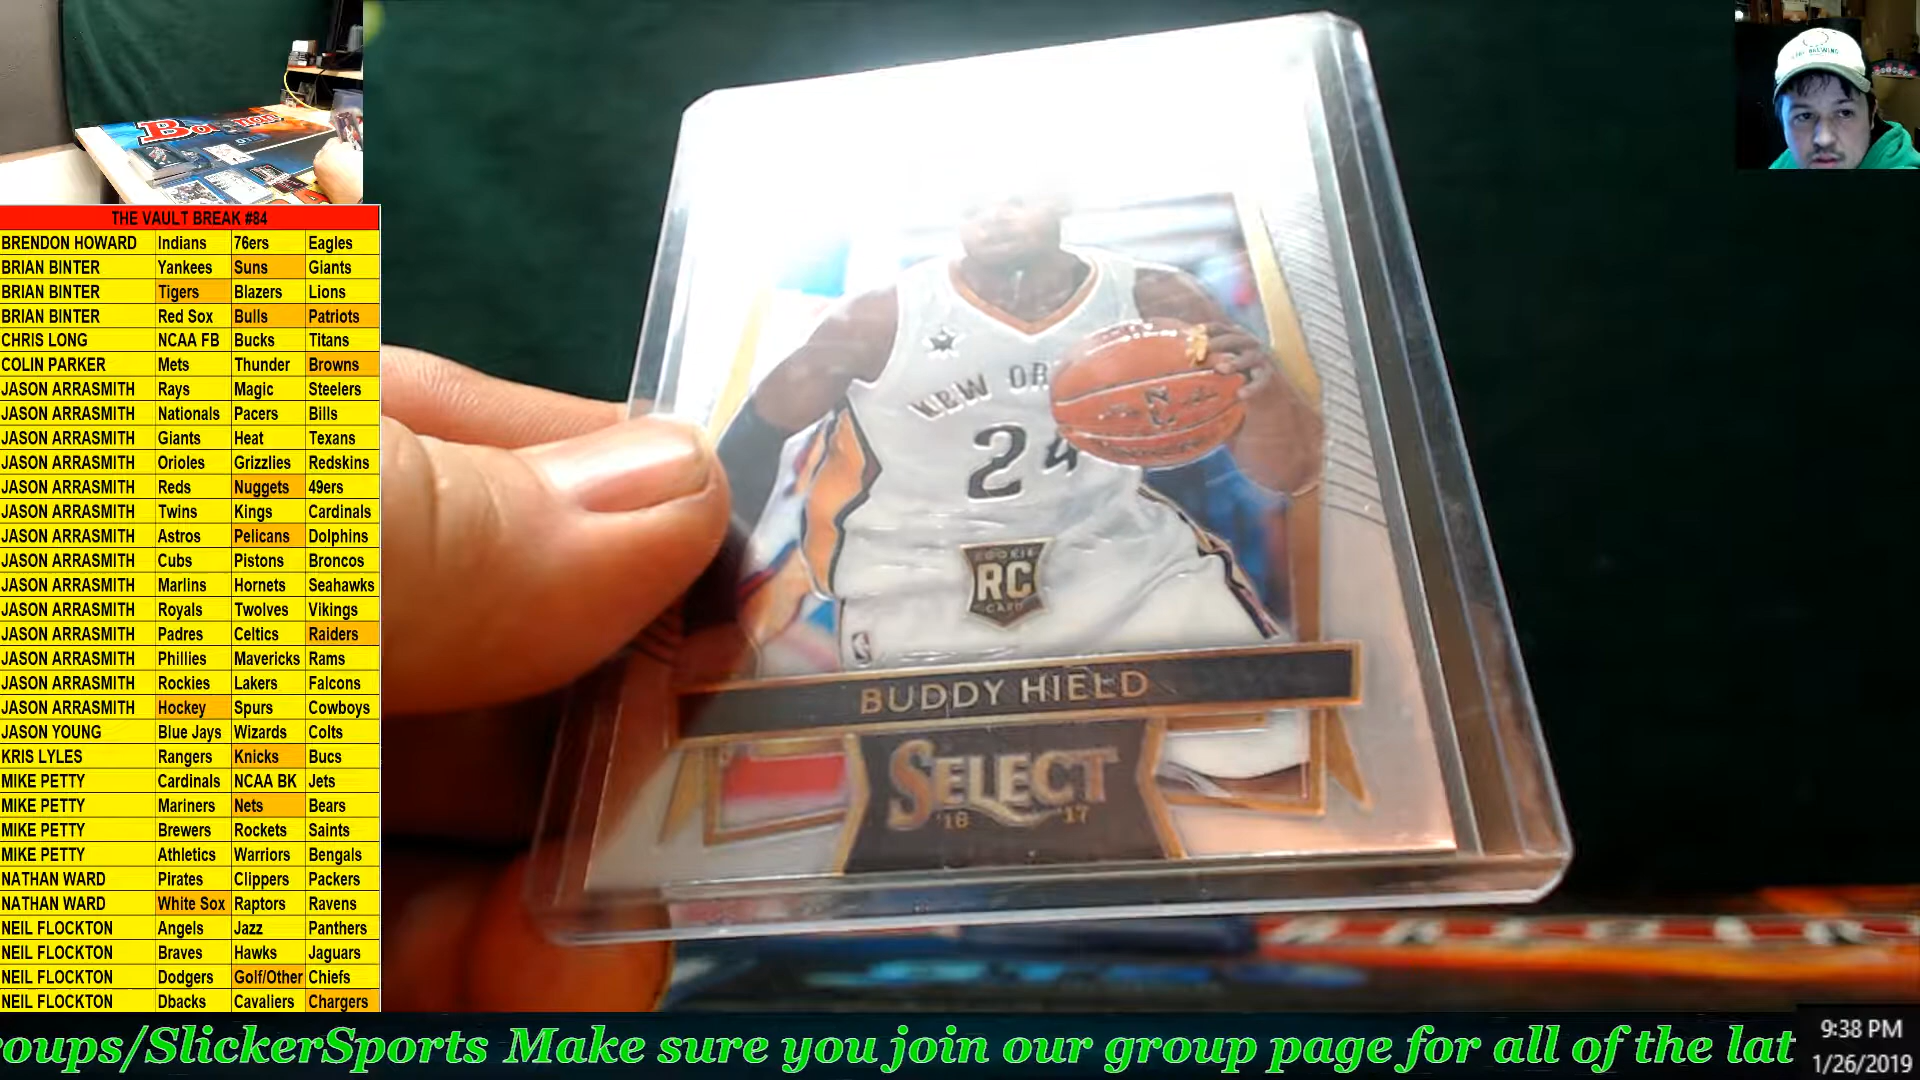 THE VAULT BREAK #84
BRENDON HOWARD Indians 76ers Eagles
BRIAN BINTER Yankees Suns Giants
BRIAN BINTER Tigers Blazers Lions
BRIAN BINTER Red Sox Bulls Patriots
CHRIS LONG NCAA FB Bucks Titans
COLIN PARKER Mets Thunder Browns
JASON ARRASMITH Rays Magic Steelers
JASON ARRASMITH Nationals Pacers Bills
JASON ARRASMITH Giants Heat Texans
JASON ARRASMITH Orioles Grizzlies Redskins
JASON ARRASMITH Reds Nuggets 49ers
JASON ARRASMITH Twins Kings Cardinals
JASON ARRASMITH Astros Pelicans Dolphins
JASON ARRASMITH Cubs Pistons Broncos
JASON ARRASMITH Marlins Hornets Seahawks
JASON ARRASMITH Royals Twolves Vikings
JASON ARRASMITH Padres Celtics Raiders
JASON ARRASMITH Phillies Mavericks Rams
JASON ARRASMITH Rockies Lakers Falcons
JASON ARRASMITH Hockey Spurs Cowboys
JASON YOUNG Blue Jays Wizards Colts
KRIS LYLES Rangers Knicks Bucs
MIKE PETTY Cardinals NCAA BK Jets
MIKE PETTY Mariners Nets Bears
MIKE PETTY Brewers Rockets Saints
MIKE PETTY Athletics Warriors Bengals
NATHAN WARD Pirates Clippers Packers
NATHAN WARD White Sox Raptors Ravens
NEIL FLOCKTON Angels Jazz Panthers
NEIL FLOCKTON Braves Hawks Jaguars
NEIL FLOCKTON Dodgers Golf/Other Chiefs
NEIL FLOCKTON Dbacks Cavaliers Chargers
NEW OR
24
ROOKIE
RC
CARD
BUDDY HIELD
SELECT
'16 '17
oups/SlickerSports Make sure you join our group page for all of the lat
9:38 PM
1/26/2019